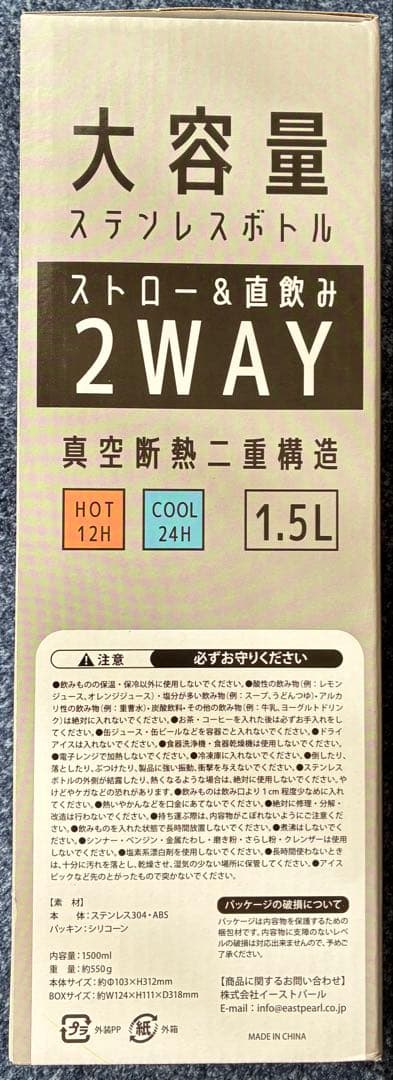 大容量
ステンレスボトル
ストロー&直飲み
2WAY
真空断熱二重構造
HOT
12H
COOL
24H
1.5L
注意
必ずお守りください
●飲みものの保温・保冷以外に使用しないでください。●酸性の飲み物(例:レモン
ジュース、オレンジジュース)・塩分が多い飲み物(例:スープ、うどんつゆ)・アルカ
リ性の飲み物(例:重曹水)・炭酸飲料・その他の飲み物(例:牛乳、ヨーグルトドリン
ク)は絶対に入れないでください。●お茶・コーヒーを入れた後は必ずお手入れをし
てください。●缶ジュース・缶ビールなどを容器ごと入れないでください。●ドライ
アイスは入れないでください。●食器洗浄機・食器乾燥機は使用しないでください。
●電子レンジで加熱しないでください。●冷凍庫に入れないでください。●倒したり、
落としたり、ぶつけたり、製品に強い振動、衝撃を与えないでください。●ステンレス
ボトルの外側が結露したり、熱くなるような場合は、絶対に使用しないでください。や
けどやケガなどの恐れがあります。●飲みものは飲み口より1cm程度少なめに入れ
てください。●熱いやかんなどを口金にあてないでください。●絶対に修理・分解・
改造は行わないでください。●持ち運ぶ際は、内容物がこぼれないようにご注意くだ
さい。●飲みものを入れた状態で長時間放置しないでください。●煮沸はしないでく
ださい。●シンナー・ベンジン・金属たわし・磨き粉・さらし粉・クレンザーは使用
しないでください。●塩素系漂白剤を使用しないでください。●長時間使わないとき
は、十分に汚れを落とし、乾燥させ、湿気の少ない場所に保管してください。●アイス
ピックなど先のとがったもので突かないでください。
【素 材】
本 体:ステンレス304・ABS
パッキン:シリコーン
内容量:1500ml
重 量:約550g
本体サイズ:約Φ103×H312mm
BOXサイズ:約W124×H111×D318mm
プラ
外装PP
紙
外箱
パッケージの破損について
パッケージは内容物を保護するための
梱包材です。内容物に支障のないレベル
の破損は対応出来ませんので、予めご
了承ください。
【商品に関するお問い合わせ】
株式会社イーストパール
E-mail:info@eastpearl.co.jp
MADE IN CHINA